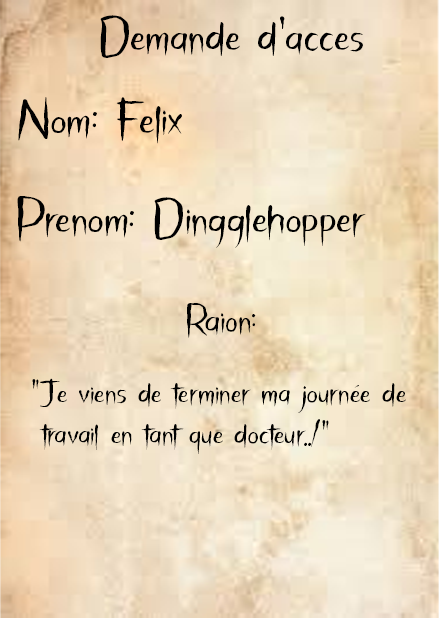 Demande d'acces
Nom: Felix
Prenom: Dingglehopper
Raion:
"Je viens de terminer ma journée de
travail en tant que docteur../"